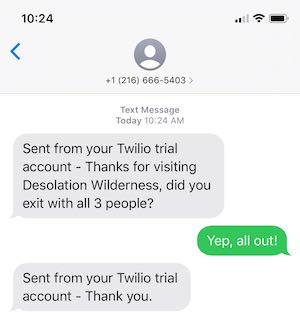 10:24
+1 (216) 666-5403 >
Text Message
Today 10:24 AM
Sent from your Twilio trial
account - Thanks for visiting
Desolation Wilderness, did you
exit with all 3 people?
Yep, all out!
Sent from your Twilio trial
account - Thank you.